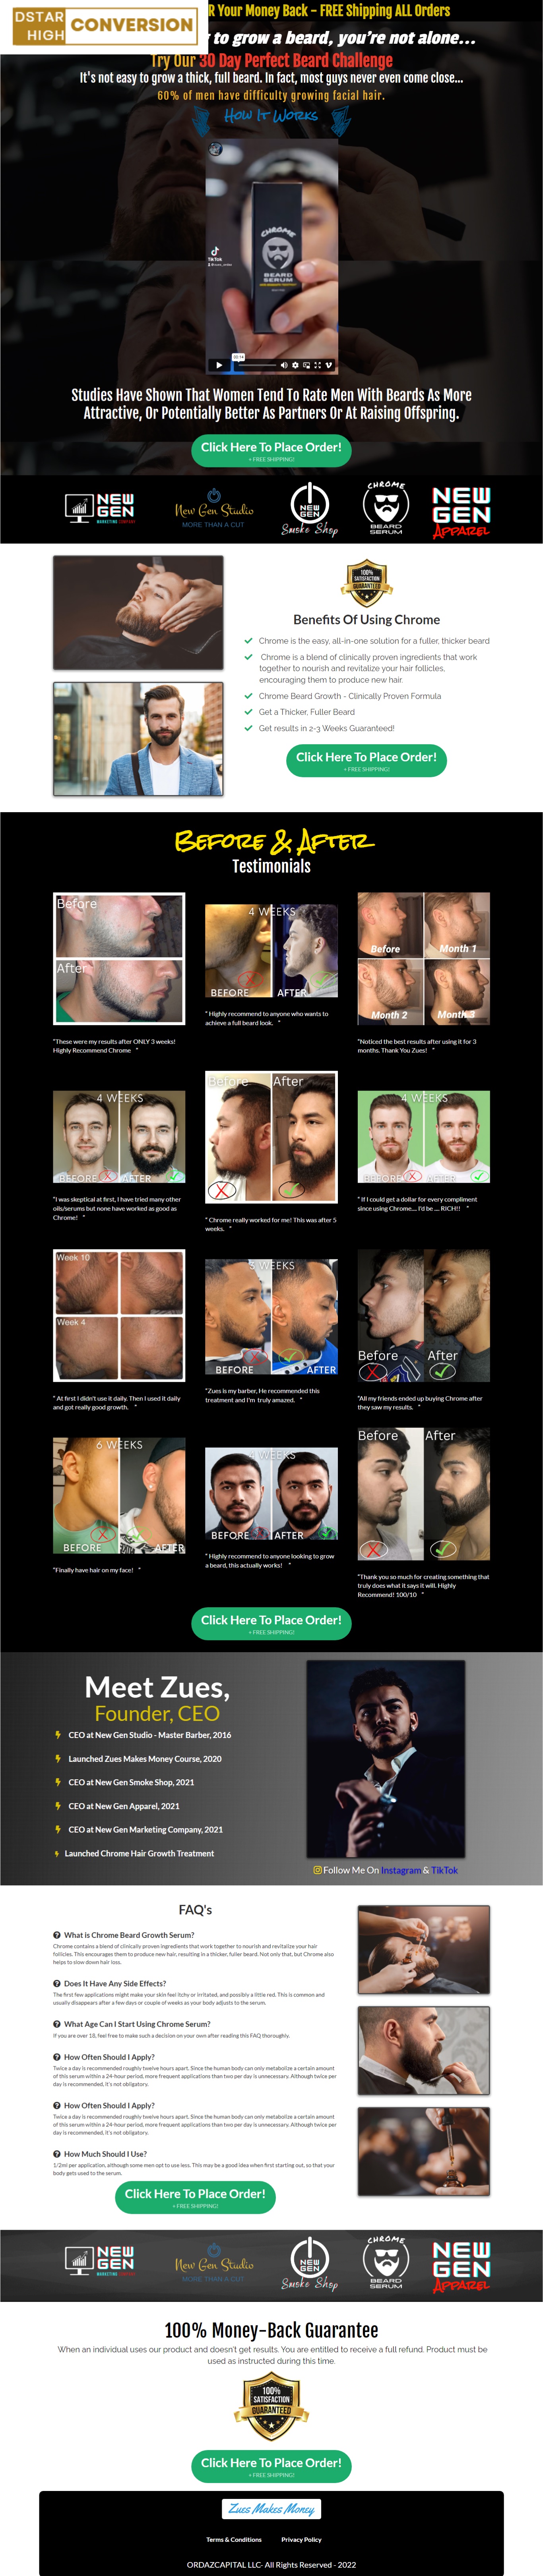 DSTAR
HIGH
CONVERSION
R Your Money Back - FREE Shipping ALL Orders
to grow a beard, you're not alone...
Try Our 30 Day Perfect Beard Challenge
It's not easy to grow a thick, full beard. In fact, most guys never even come close...
60% of men have difficulty growing facial hair.
How It Works
TikTok
CHROME
BEARD
SERUM
Studies Have Shown That Women Tend To Rate Men With Beards As More
Attractive, Or Potentially Better As Partners Or At Raising Offspring.
Click Here To Place Order!
+ FREE SHIPPING!
NEW
GEN
MARKETING COMPANY
New Gen Studio
MORE THAN A CUT
NEW
GEN
Smoke Shop
CHROME
BEARD
SERUM
NEW
GEN
APPAREL
100%
SATISFACTION
GUARANTEED
Benefits Of Using Chrome
Chrome is the easy, all-in-one solution for a fuller, thicker beard
Chrome is a blend of clinically proven ingredients that work
together to nourish and revitalize your hair follicles,
encouraging them to produce new hair.
Chrome Beard Growth - Clinically Proven Formula
Get a Thicker, Fuller Beard
Get results in 2-3 Weeks Guaranteed!
Click Here To Place Order!
+ FREE SHIPPING!
Before & After
Testimonials
Before
After
"These were my results after ONLY 3 weeks!
Highly Recommend Chrome "
4 WEEKS
BEFORE AFTER
" Highly recommend to anyone who wants to
achieve a full beard look. "
Before Month 1
Month 2 Month 3
"Noticed the best results after using it for 3
months. Thank You Zues! "
4 WEEKS
BEFORE AFTER
"I was skeptical at first, I have tried many other
oils/serums but none have worked as good as
Chrome! "
Before After
" Chrome really worked for me! This was after 5
weeks. "
4 WEEKS
BEFORE AFTER
" If I could get a dollar for every compliment
since using Chrome.... I'd be .... RICH!! "
Week 10
Week 4
" At first I didn't use it daily. Then I used it daily
and got really good growth. "
WEEKS
BEFORE AFTER
"Zues is my barber, He recommended this
treatment and I'm truly amazed. "
Before After
"All my friends ended up buying Chrome after
they saw my results. "
6 WEEKS
BEFORE AFTER
"Finally have hair on my face! "
4 WEEKS
BEFORE AFTER
" Highly recommend to anyone looking to grow
a beard, this actually works! "
Before After
"Thank you so much for creating something that
truly does what it says it will. Highly
Recommend! 100/10 "
Click Here To Place Order!
+ FREE SHIPPING!
Meet Zues,
Founder, CEO
CEO at New Gen Studio - Master Barber, 2016
Launched Zues Makes Money Course, 2020
CEO at New Gen Smoke Shop, 2021
CEO at New Gen Apparel, 2021
CEO at New Gen Marketing Company, 2021
Launched Chrome Hair Growth Treatment
Follow Me On Instagram & TikTok
FAQ's
What is Chrome Beard Growth Serum?
Chrome contains a blend of clinically proven ingredients that work together to nourish and revitalize your hair
follicles. This encourages them to produce new hair, resulting in a thicker, fuller beard. Not only that, but Chrome also
helps to slow down hair loss.
Does It Have Any Side Effects?
The first few applications might make your skin feel itchy or irritated, and possibly a little red. This is common and
usually disappears after a few days or couple of weeks as your body adjusts to the serum.
What Age Can I Start Using Chrome Serum?
If you are over 18, feel free to make such a decision on your own after reading this FAQ thoroughly.
How Often Should I Apply?
Twice a day is recommended roughly twelve hours apart. Since the human body can only metabolize a certain amount
of this serum within a 24-hour period, more frequent applications than two per day is unnecessary. Although twice per
day is recommended, it's not obligatory.
How Often Should I Apply?
Twice a day is recommended roughly twelve hours apart. Since the human body can only metabolize a certain amount
of this serum within a 24-hour period, more frequent applications than two per day is unnecessary. Although twice per
day is recommended, it's not obligatory.
How Much Should I Use?
1/2ml per application, although some men opt to use less. This may be a good idea when first starting out, so that your
body gets used to the serum.
Click Here To Place Order!
+ FREE SHIPPING!
NEW
GEN
New Gen Studio
MORE THAN A CUT
NEW
GEN
Smoke Shop
CHROME
BEARD
SERUM
NEW
GEN
APPAREL
100% Money-Back Guarantee
When an individual uses our product and doesn't get results. You are entitled to receive a full refund. Product must be
used as instructed during this time.
100%
SATISFACTION
GUARANTEED
Click Here To Place Order!
+ FREE SHIPPING!
Zues Makes Money
Terms & Conditions Privacy Policy
ORDAZCAPITAL LLC- All Rights Reserved - 2022